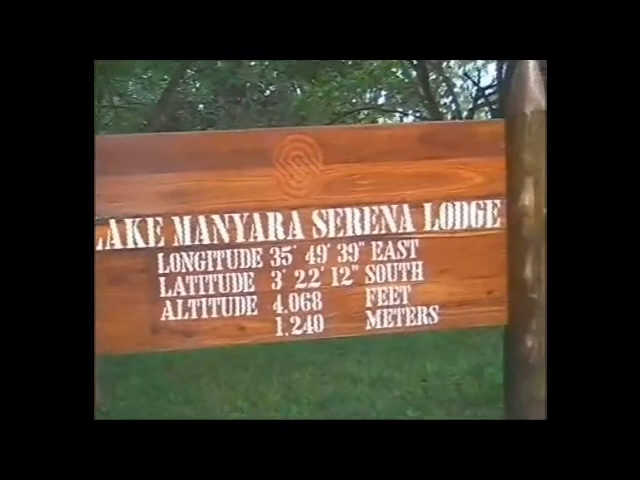 LAKE MANYARA SERENA LODGE
LONGITUDE 35' 49' 39" EAST
LATITUDE 3' 22' 12" SOUTH
ALTITUDE 4.068 FEET
1.240 METERS